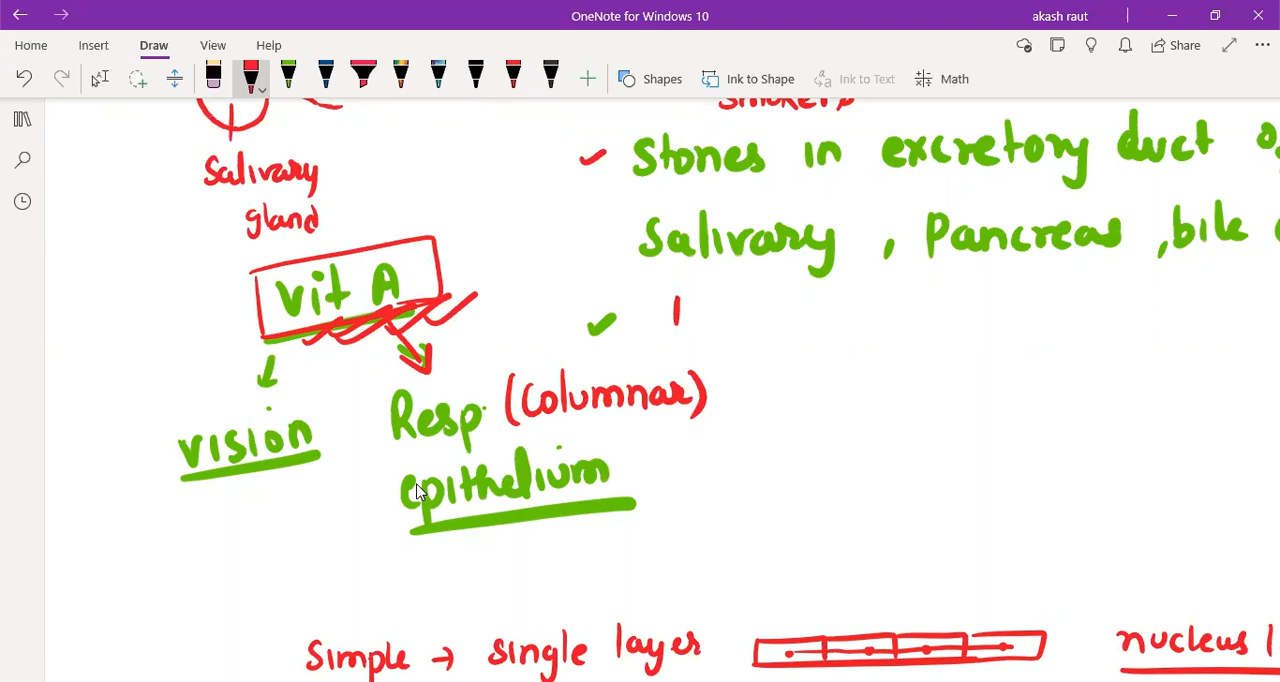 OneNote for Windows 10
akash raut
Home Insert Draw View Help
Share
Shapes
Ink to Shape
Ink to Text
Math
smokers
Salivary
gland
✓ Stones in excretory duct
Salivary, Pancreas, bile
vit A
✓
vision
Resp (Columnar)
epithelium
Simple → single layer
nucleus